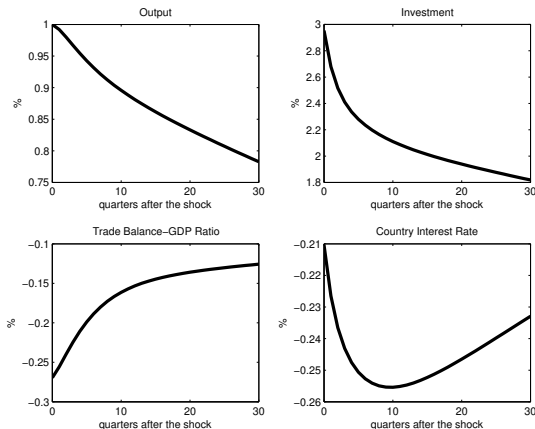 Output
1
0.95
0.9
0.85
0.8
0.75
%
0 10 20 30
quarters after the shock
Investment
3
2.8
2.6
2.4
2.2
2
1.8
%
0 10 20 30
quarters after the shock
Trade Balance−GDP Ratio
−0.1
−0.15
−0.2
−0.25
−0.3
%
0 10 20 30
quarters after the shock
Country Interest Rate
−0.21
−0.22
−0.23
−0.24
−0.25
−0.26
%
0 10 20 30
quarters after the shock